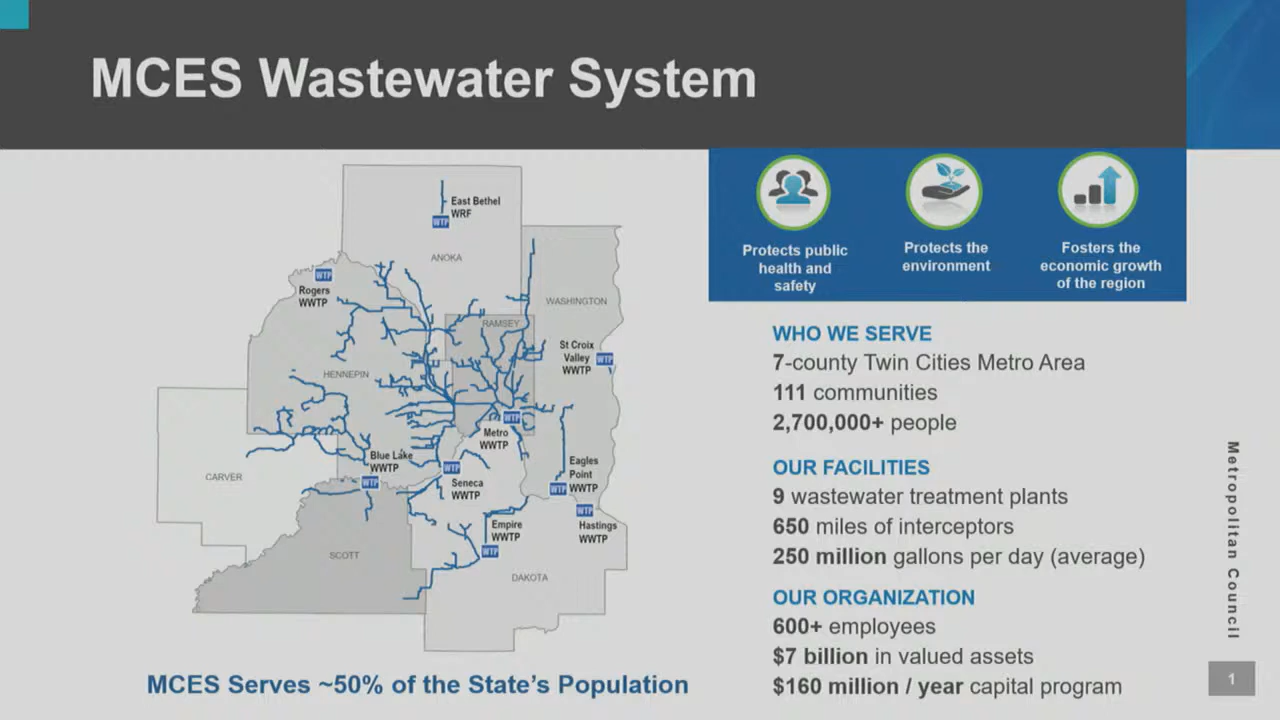 MCES Wastewater System
East Bethel
WRF
WTP
ANOKA
WTP
Rogers
WWTP
WASHINGTON
RAMSEY
St Croix
Valley
WWTP
WTP
HENNEPIN
WTP
Metro
WWTP
Blue Lake
WWTP
WTP
WTP
Seneca
WWTP
Eagles
Point
WWTP
WTP
CARVER
WTP
Hastings
WWTP
Empire
WWTP
WTP
SCOTT
DAKOTA
MCES Serves ~50% of the State's Population
Protects public
health and
safety
Protects the
environment
Fosters the
economic growth
of the region
WHO WE SERVE
7-county Twin Cities Metro Area
111 communities
2,700,000+ people
OUR FACILITIES
9 wastewater treatment plants
650 miles of interceptors
250 million gallons per day (average)
OUR ORGANIZATION
600+ employees
$7 billion in valued assets
$160 million / year capital program
Metropolitan Council
1